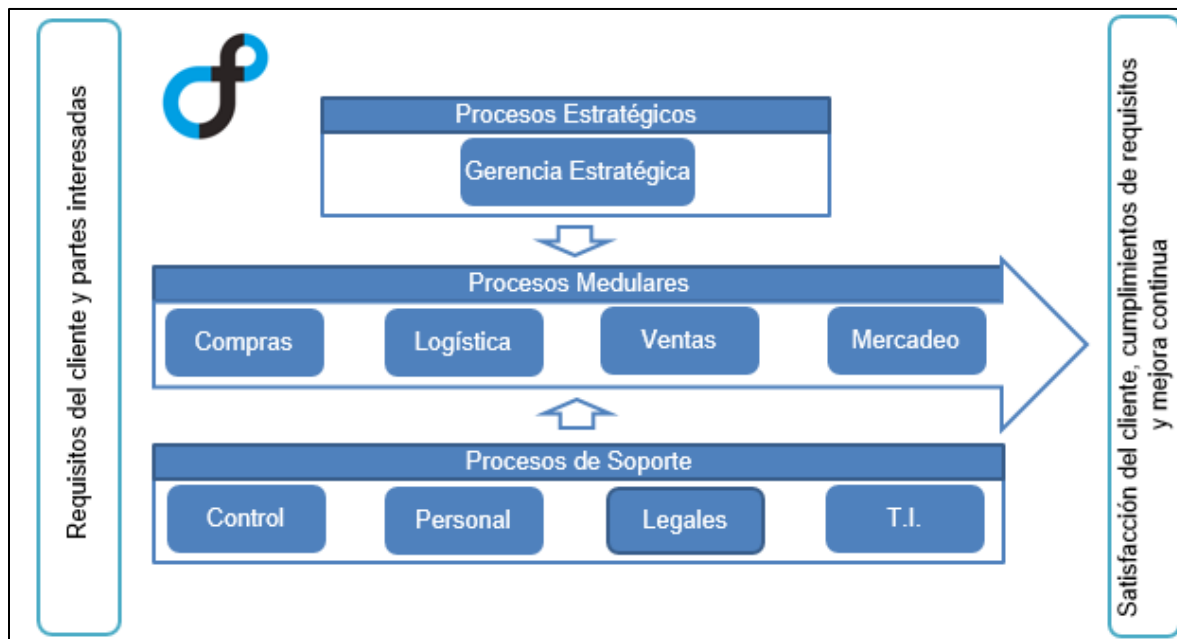 Requisitos del cliente y partes interesadas
Procesos Estratégicos
Gerencia Estratégica
Procesos Medulares
Compras
Logística
Ventas
Mercadeo
Procesos de Soporte
Control
Personal
Legales
T.I.
Satisfacción del cliente, cumplimientos de requisitos
y mejora continua